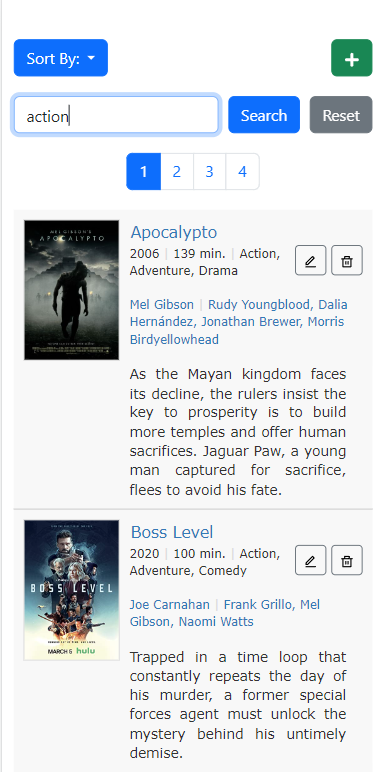 Sort By:
+
action
Search
Reset
1 2 3 4
MEL GIBSON'S
APOCALYPTO
Apocalypto
2006 | 139 min. | Action,
Adventure, Drama
Mel Gibson | Rudy Youngblood, Dalia
Hernández, Jonathan Brewer, Morris
Birdyellowhead
As the Mayan kingdom faces
its decline, the rulers insist the
key to prosperity is to build
more temples and offer human
sacrifices. Jaguar Paw, a young
man captured for sacrifice,
flees to avoid his fate.
BOSS LEVEL
MARCH 5 hulu
Boss Level
2020 | 100 min. | Action,
Adventure, Comedy
Joe Carnahan | Frank Grillo, Mel
Gibson, Naomi Watts
Trapped in a time loop that
constantly repeats the day of
his murder, a former special
forces agent must unlock the
mystery behind his untimely
demise.